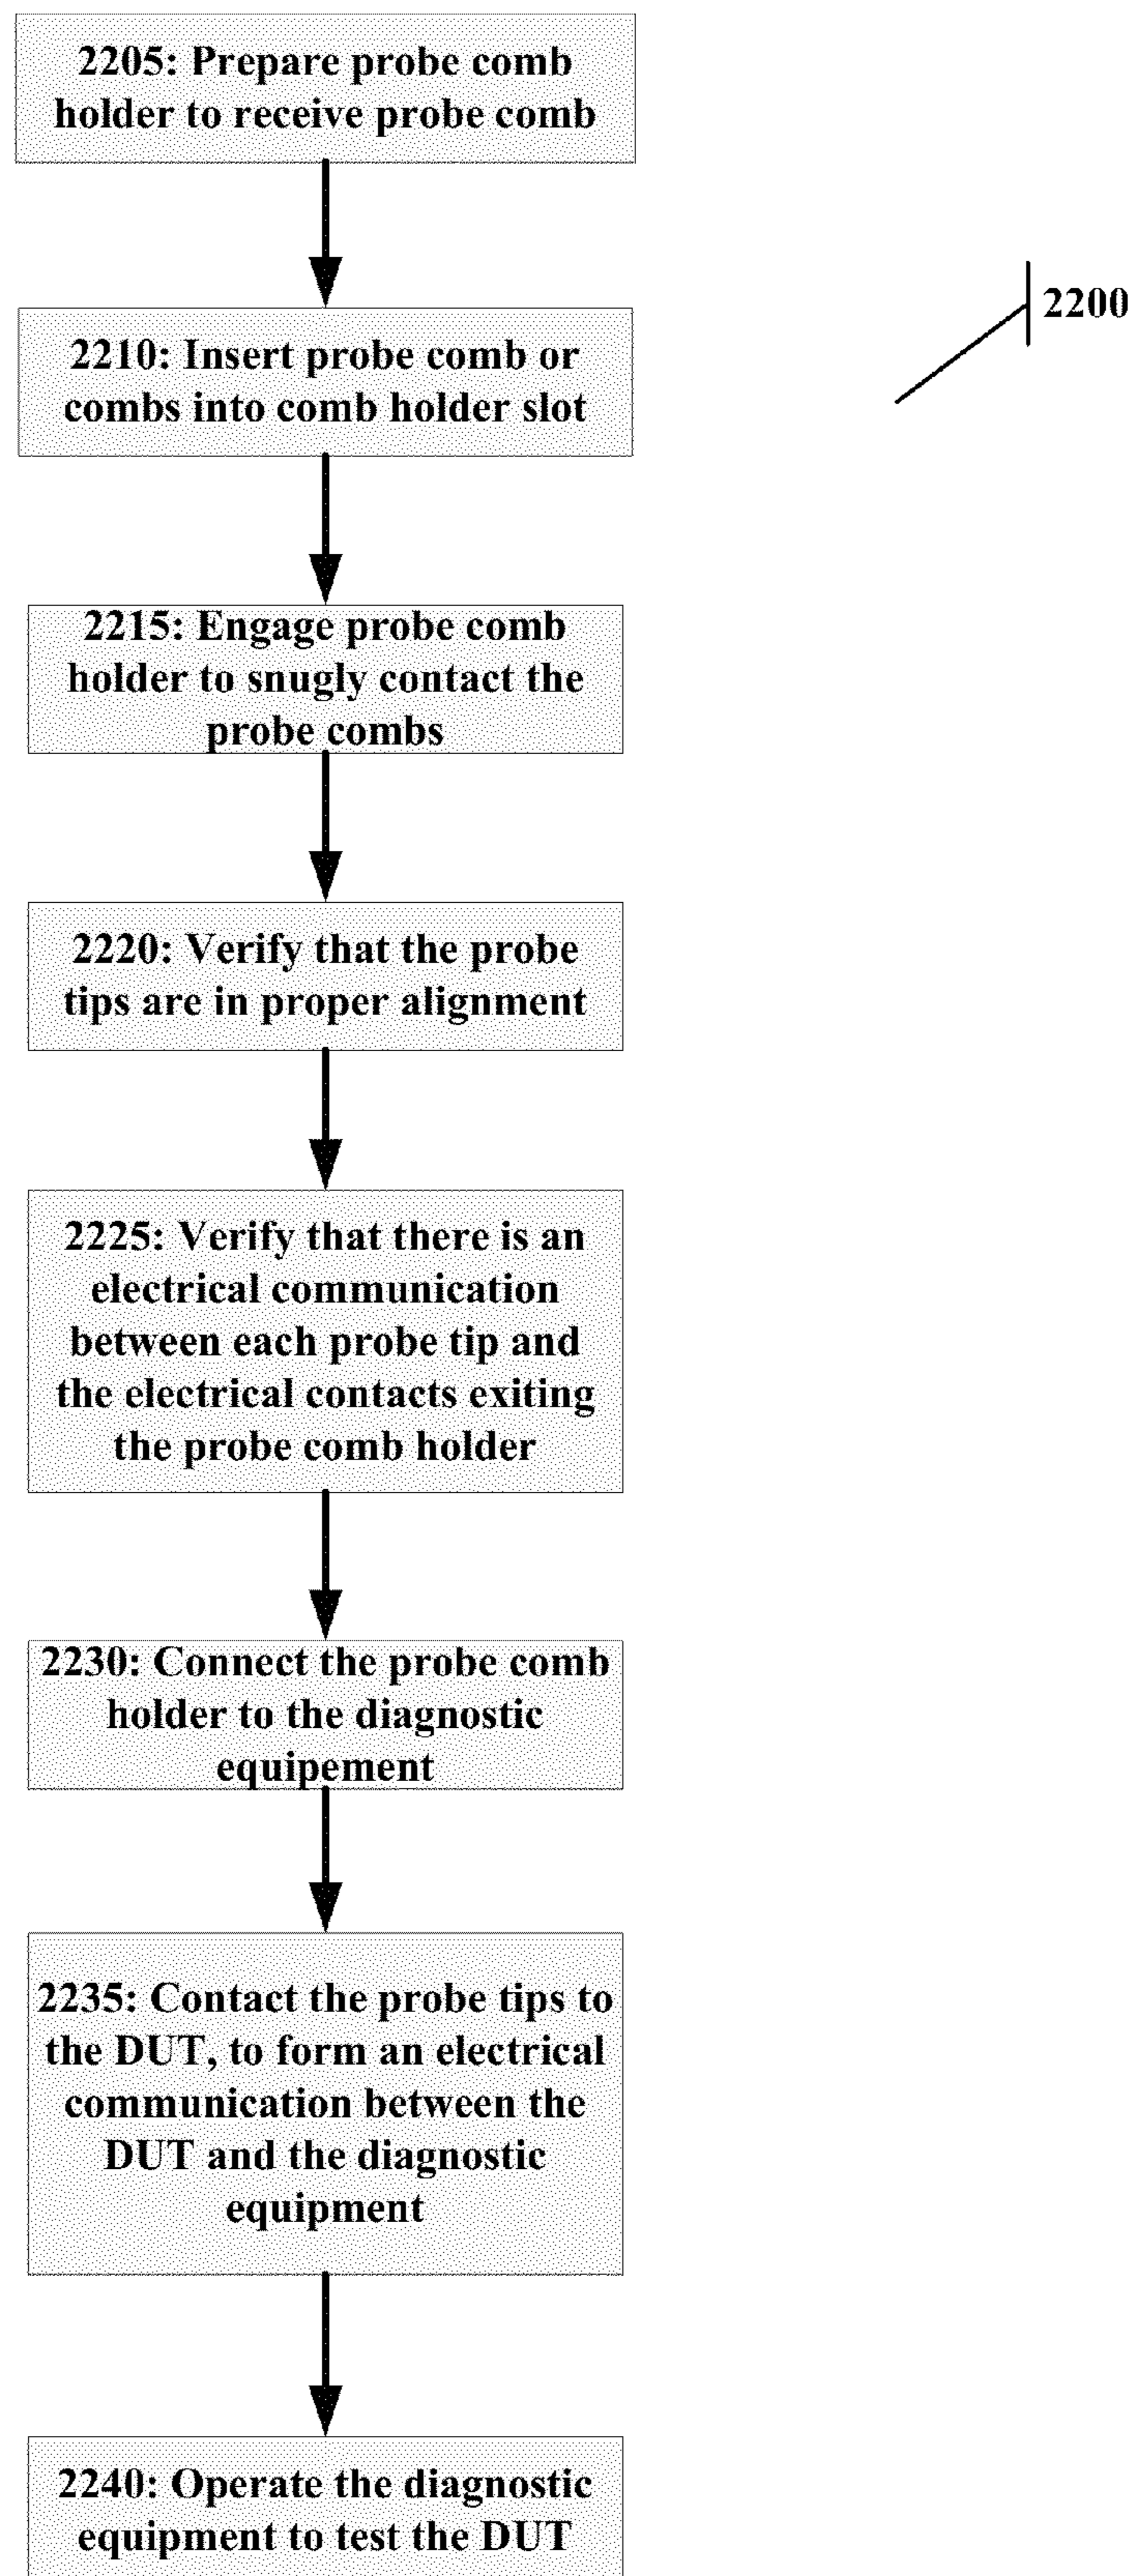 2205: Prepare probe comb
holder to receive probe comb
2200
2210: Insert probe comb or
combs into comb holder slot
2215: Engage probe comb
holder to snugly contact the
probe combs
2220: Verify that the probe
tips are in proper alignment
2225: Verify that there is an
electrical communication
between each probe tip and
the electrical contacts exiting
the probe comb holder
2230: Connect the probe comb
holder to the diagnostic
equipement
2235: Contact the probe tips to
the DUT, to form an electrical
communication between the
DUT and the diagnostic
equipment
2240: Operate the diagnostic
equipment to test the DUT